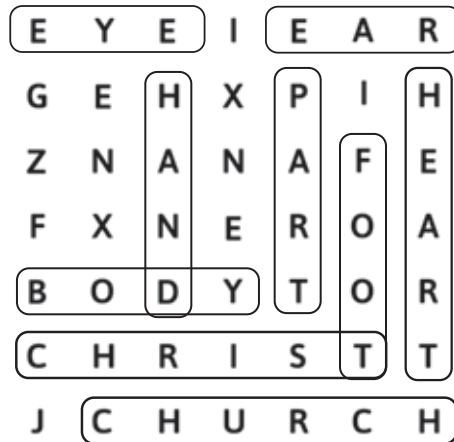 E Y E I E A R
G E H X P I H
Z N A N A F E
F X N E R O A
B O D Y T O R
C H R I S T T
J C H U R C H